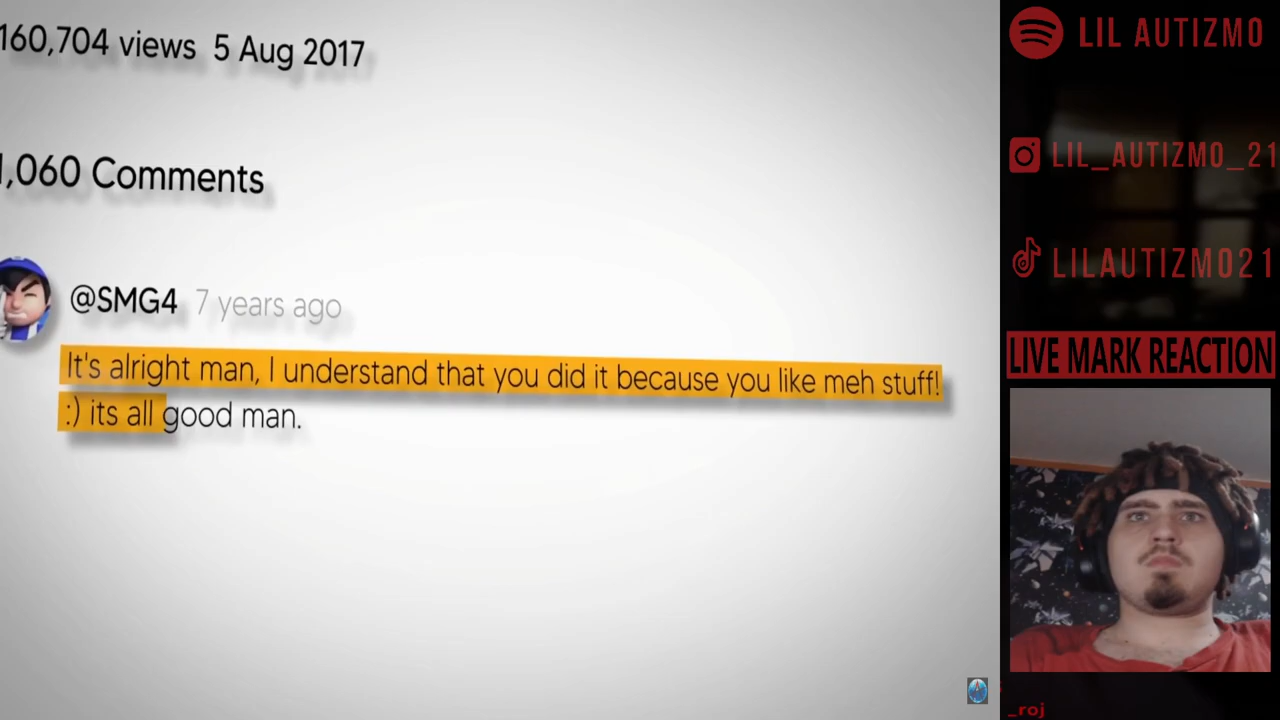 160,704 views 5 Aug 2017
1,060 Comments
@SMG4 7 years ago
It's alright man, I understand that you did it because you like meh stuff!
:) its all good man.
LIL AUTIZMO
LIL_AUTIZMO_21
LILAUTIZMO21
LIVE MARK REACTION
_roj